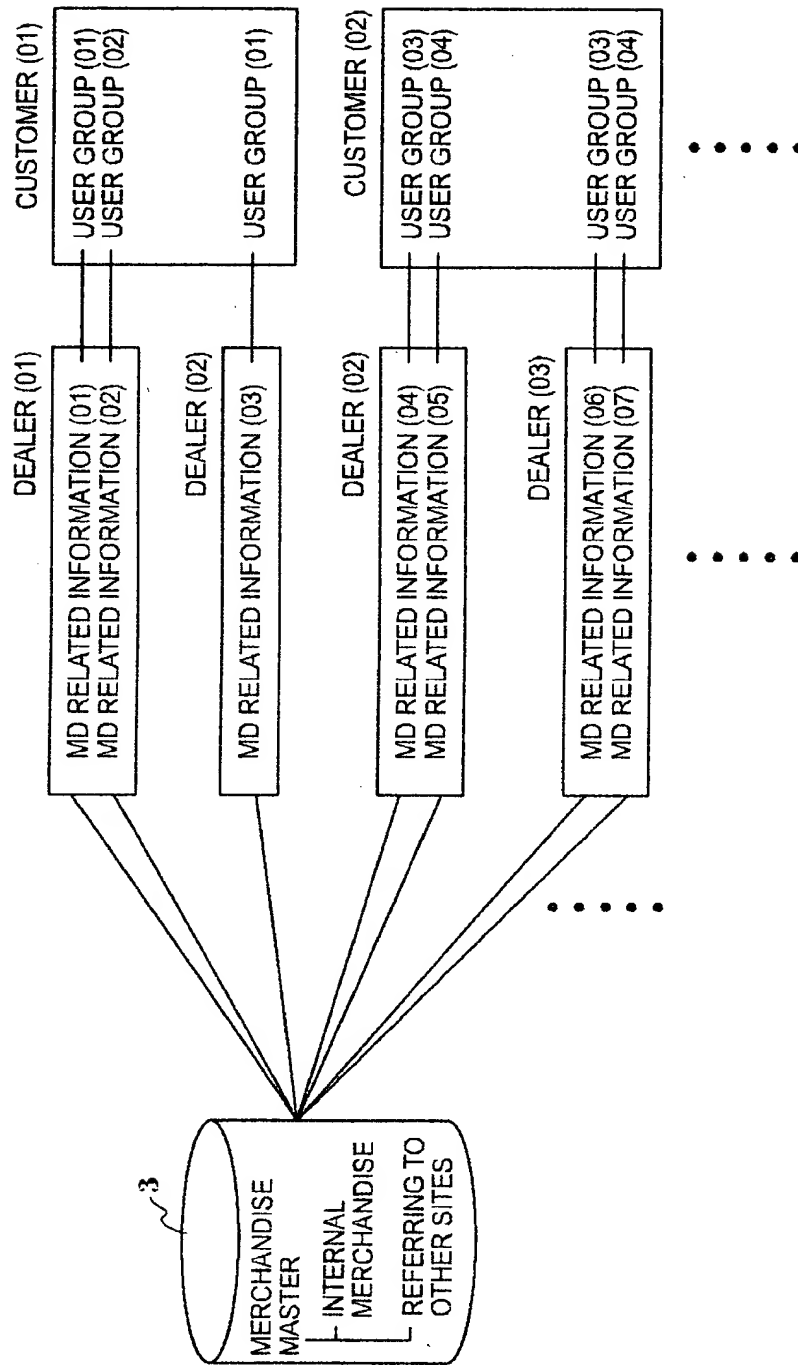 3
MERCHANDISE
MASTER
INTERNAL
MERCHANDISE
REFERRING TO
OTHER SITES
DEALER (01)
MD RELATED INFORMATION (01)
MD RELATED INFORMATION (02)
DEALER (02)
MD RELATED INFORMATION (03)
DEALER (02)
MD RELATED INFORMATION (04)
MD RELATED INFORMATION (05)
DEALER (03)
MD RELATED INFORMATION (06)
MD RELATED INFORMATION (07)
CUSTOMER (01)
USER GROUP (01)
USER GROUP (02)
USER GROUP (01)
CUSTOMER (02)
USER GROUP (03)
USER GROUP (04)
USER GROUP (03)
USER GROUP (04)